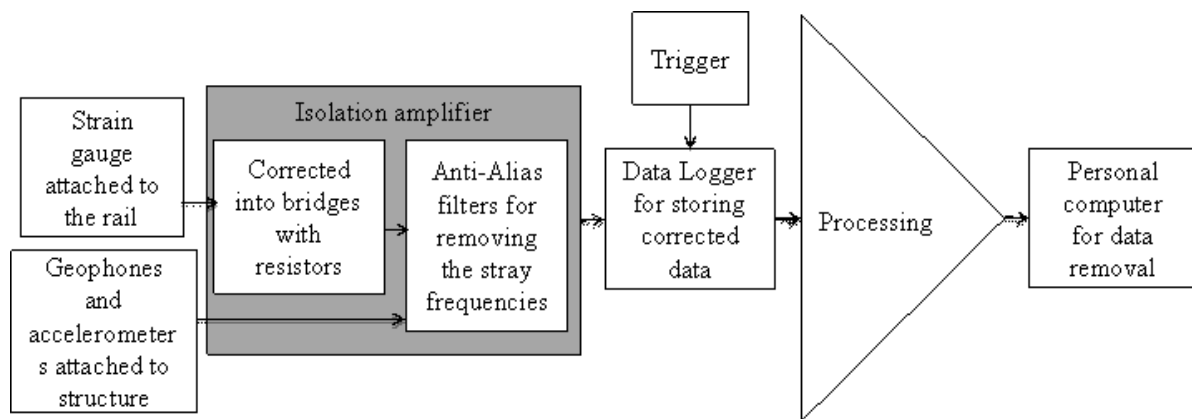 Strain
gauge
attached to
the rail
Geophones
and
accelerometer
s attached to
structure
Isolation amplifier
Corrected
into bridges
with
resistors
Anti-Alias
filters for
removing
the stray
frequencies
Trigger
Data Logger
for storing
corrected
data
Processing
Personal
computer
for data
removal